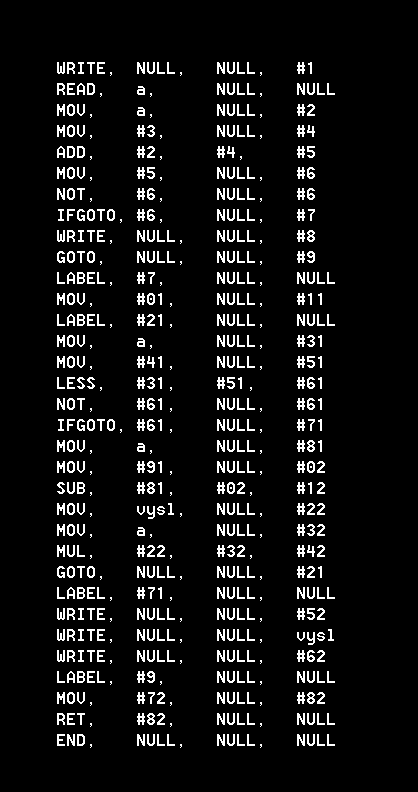 WRITE, NULL, NULL, #1
READ, a, NULL, NULL
MOV, a, NULL, #2
MOV, #3, NULL, #4
ADD, #2, #4, #5
MOV, #5, NULL, #6
NOT, #6, NULL, #6
IFGOTO, #6, NULL, #7
WRITE, NULL, NULL, #8
GOTO, NULL, NULL, #9
LABEL, #7, NULL, NULL
MOV, #01, NULL, #11
LABEL, #21, NULL, NULL
MOV, a, NULL, #31
MOV, #41, NULL, #51
LESS, #31, #51, #61
NOT, #61, NULL, #61
IFGOTO, #61, NULL, #71
MOV, a, NULL, #81
MOV, #91, NULL, #02
SUB, #81, #02, #12
MOV, vysl, NULL, #22
MOV, a, NULL, #32
MUL, #22, #32, #42
GOTO, NULL, NULL, #21
LABEL, #71, NULL, NULL
WRITE, NULL, NULL, #52
WRITE, NULL, NULL, vysl
WRITE, NULL, NULL, #62
LABEL, #9, NULL, NULL
MOV, #72, NULL, #82
RET, #82, NULL, NULL
END, NULL, NULL, NULL